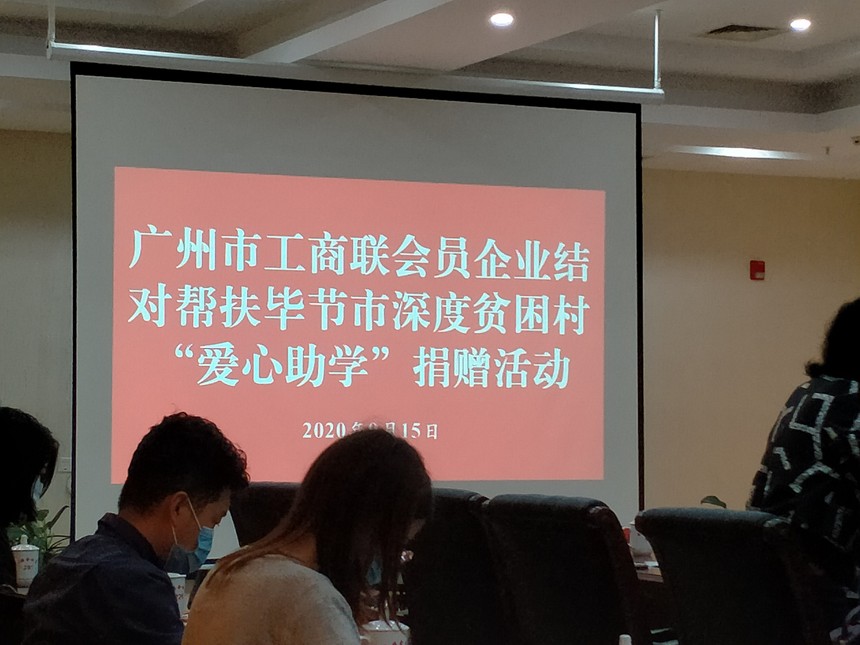 广州市工商联会员企业结
对帮扶毕节市深度贫困村
“爱心助学”捐赠活动
2020年9月15日